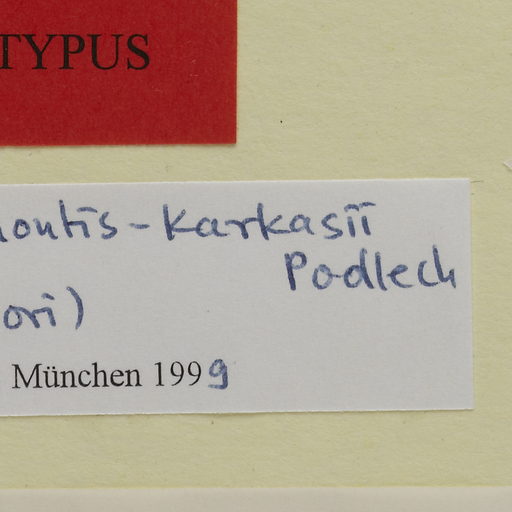 TYPUS
ontis-karkasii
Podlech
ori)
München 1999